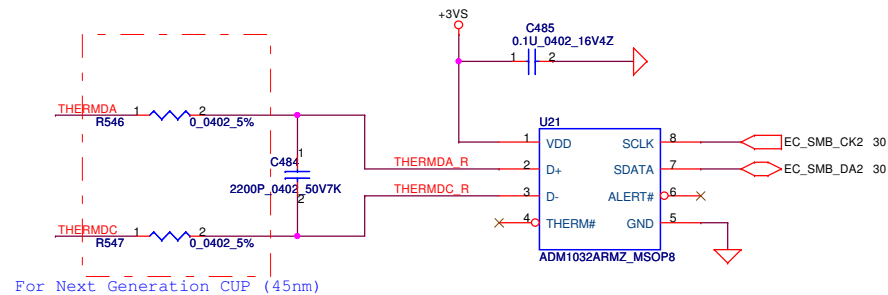 +3VS
C485
0.1U_0402_16V4Z
1 2
THERMDA
1 2
R546 0_0402_5%
U21
1 VDD SCLK 8 EC_SMB_CK2 30
1
C484
2200P_0402_50V7K
2
THERMDA_R
2 D+ SDATA 7 EC_SMB_DA2 30
THERMDC_R
3 D- ALERT# 6
4 THERM# GND 5
THERMDC
1 2
R547 0_0402_5%
ADM1032ARMZ_MSOP8
For Next Generation CUP (45nm)